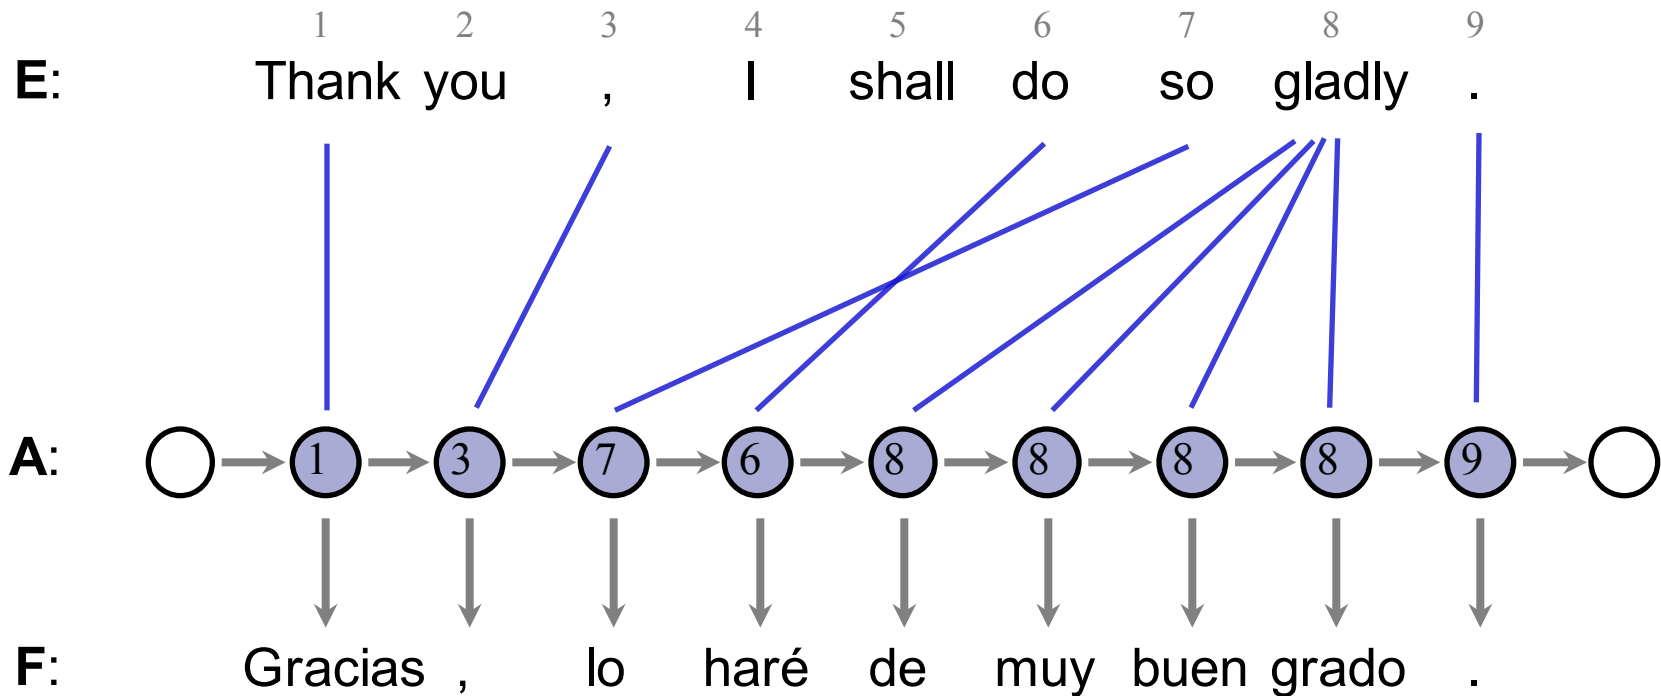 1 2 3 4 5 6 7 8 9
E: Thank you , I shall do so gladly .
A: 1 3 7 6 8 8 8 8 9
F: Gracias , lo haré de muy buen grado .